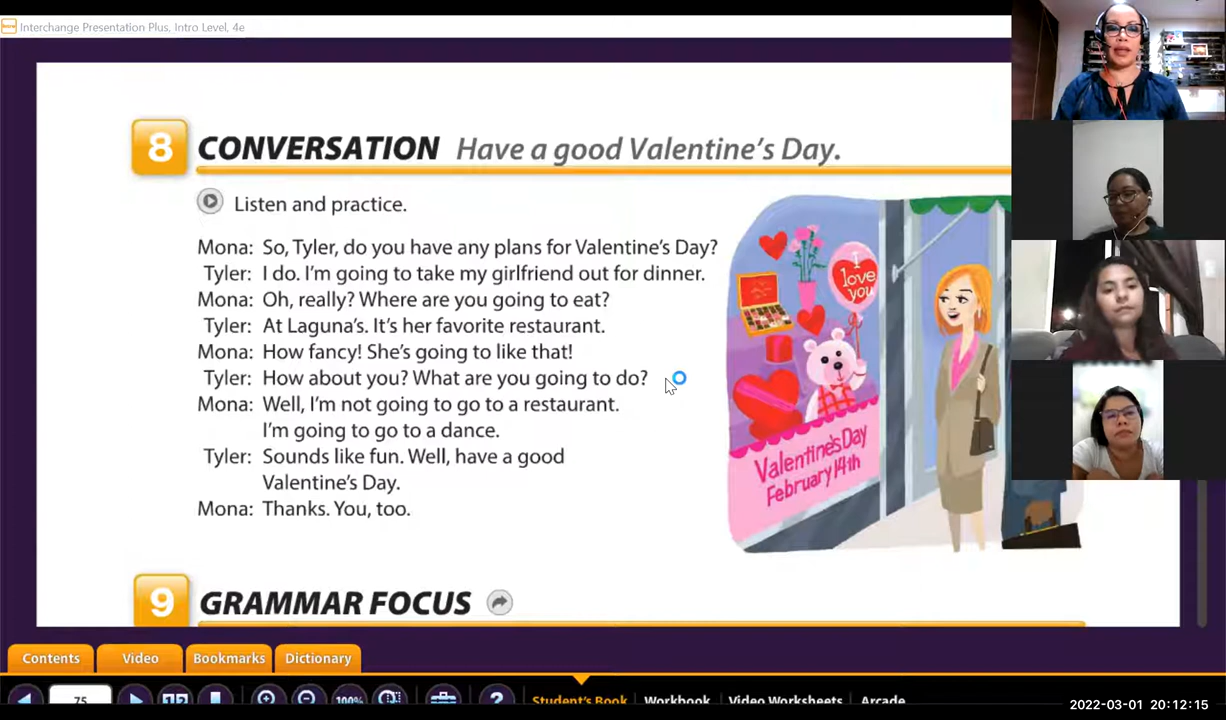 Interchange Presentation Plus, Intro Level, 4e
8 CONVERSATION Have a good Valentine's Day.
Listen and practice.
Mona: So, Tyler, do you have any plans for Valentine's Day?
Tyler: I do. I'm going to take my girlfriend out for dinner.
Mona: Oh, really? Where are you going to eat?
Tyler: At Laguna's. It's her favorite restaurant.
Mona: How fancy! She's going to like that!
Tyler: How about you? What are you going to do?
Mona: Well, I'm not going to go to a restaurant.
I'm going to go to a dance.
Tyler: Sounds like fun. Well, have a good
Valentine's Day.
Mona: Thanks. You, too.
I
love
you
Valentine's Day
February 14th
9 GRAMMAR FOCUS
Contents Video Bookmarks Dictionary
75 100% ? Student's Book Workbook Video Worksheets Arcade
2022-03-01 20:12:15